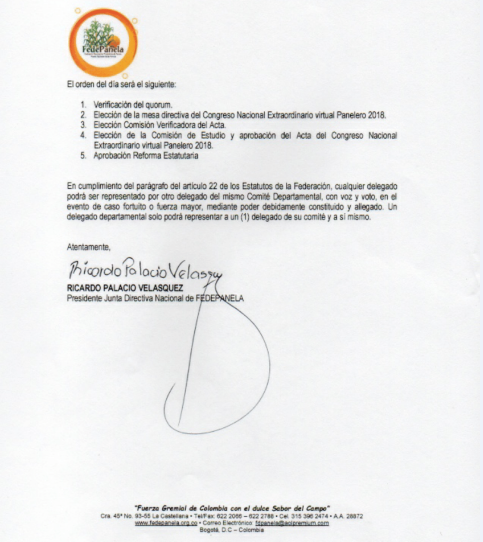 FedePanela
El orden del día será el siguiente:
1. Verificación del quorum.
2. Elección de la mesa directiva del Congreso Nacional Extraordinario virtual Panelero 2018.
3. Elección Comisión Verificadora del Acta.
4. Elección de la Comisión de Estudio y aprobación del Acta del Congreso Nacional
Extraordinario virtual Panelero 2018.
5. Aprobación Reforma Estatutaria
En cumplimiento del parágrafo del artículo 22 de los Estatutos de la Federación, cualquier delegado
podrá ser representado por otro delegado del mismo Comité Departamental, con voz y voto, en el
evento de caso fortuito o fuerza mayor, mediante poder debidamente constituido y allegado. Un
delegado departamental solo podrá representar a un (1) delegado de su comité y a sí mismo.
Atentamente,
Ricardo Palacio Velasquez
RICARDO PALACIO VELASQUEZ
Presidente Junta Directiva Nacional de FEDEPANELA
"Fuerza Gremial de Colombia con el dulce Sabor del Campo"
Cra. 45ª No. 93-55 La Castellana • Tel/Fax: 622 2066 – 622 2788 • Cel. 315 396 2474 • A.A. 28872
www.fedepanela.org.co • Correo Electrónico: fdpanela@aolpremium.com
Bogotá, D.C – Colombia